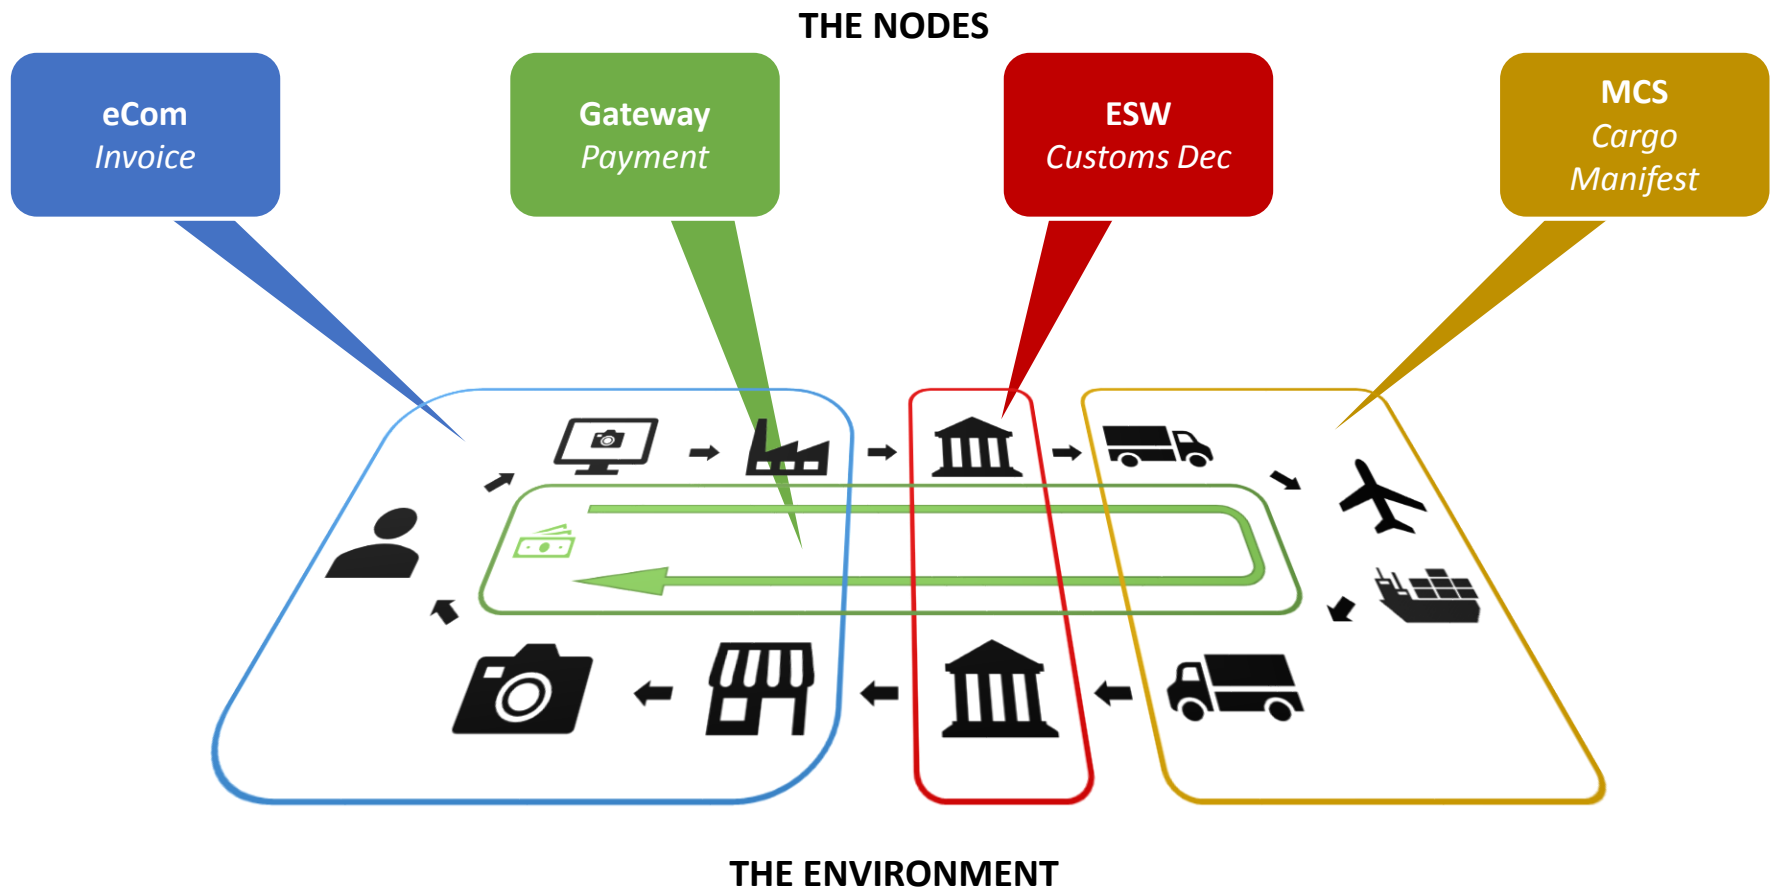 THE NODES
eCom
Invoice
Gateway
Payment
ESW
Customs Dec
MCS
Cargo
Manifest
THE ENVIRONMENT